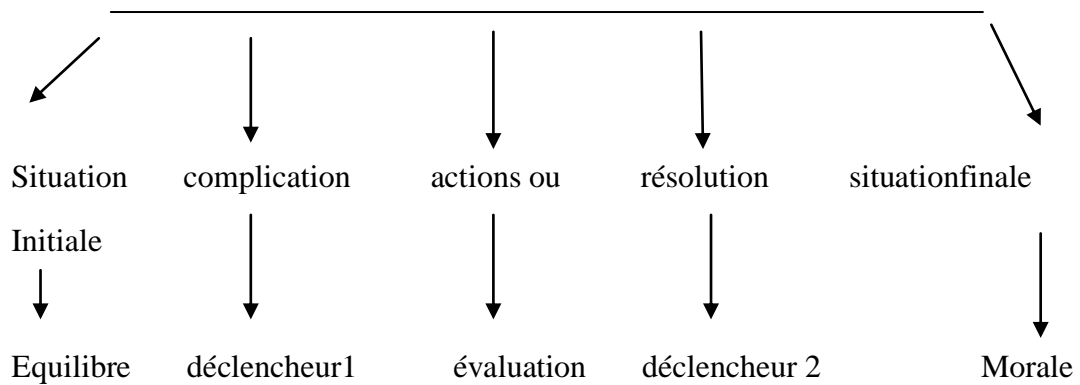 Situation complication actions ou résolution situationfinale
Initiale
Equilibre déclencheur1 évaluation déclencheur 2 Morale